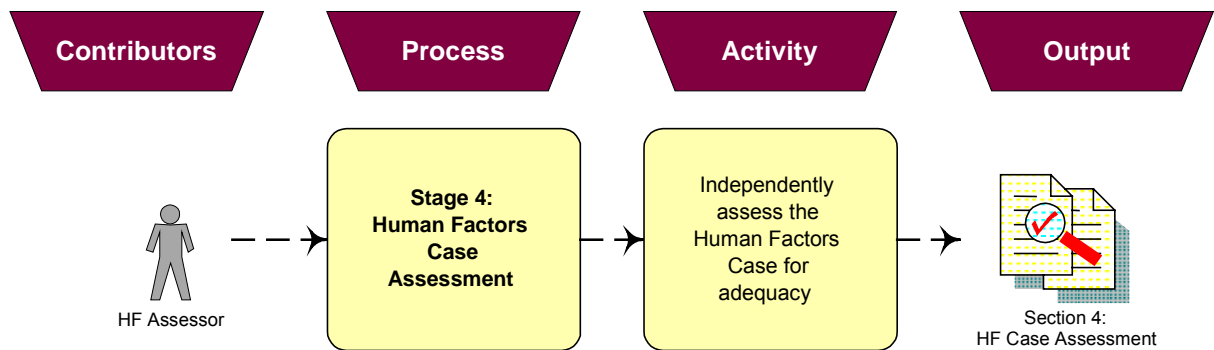 Contributors
Process
Activity
Output
Stage 4:
Human Factors
Case
Assessment
Independently
assess the
Human Factors
Case for
adequacy
HF Assessor
Section 4:
HF Case Assessment